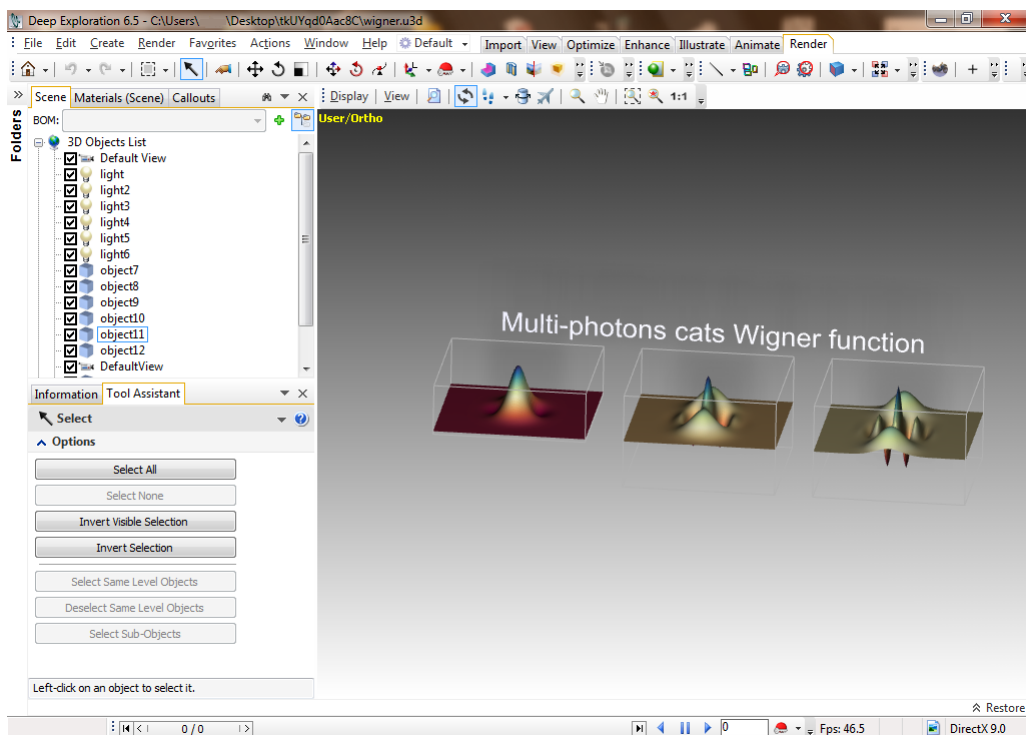 Deep Exploration 6.5 - C:\Users\ \Desktop\tkUYqd0Aac8C\wigner.u3d
File Edit Create Render Favorites Actions Window Help Default Import View Optimize Enhance Illustrate Animate Render
Scene Materials (Scene) Callouts
Display View 1:1
BOM:
User/Ortho
Folders
3D Objects List
Default View
light
light2
light3
light4
light5
light6
object7
object8
object9
object10
object11
object12
DefaultView
Multi-photons cats Wigner function
Information Tool Assistant
Select
Options
Select All
Select None
Invert Visible Selection
Invert Selection
Select Same Level Objects
Deselect Same Level Objects
Select Sub-Objects
Left-click on an object to select it.
Restore
0 / 0
0
Fps: 46.5
DirectX 9.0